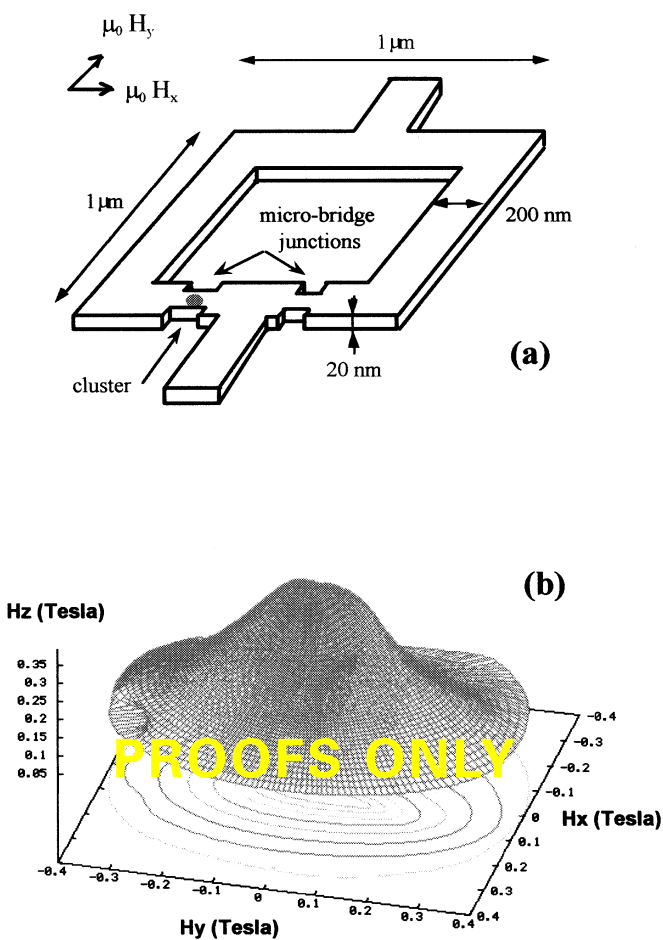 μ₀ Hy
μ₀ Hx
1 μm
1 μm
micro-bridge
junctions
200 nm
cluster
20 nm
(a)
(b)
Hz (Tesla)
0.35
0.3
0.25
0.2
0.15
0.1
0.05
PROOFS ONLY
-0.4
-0.3
-0.2
-0.1
0
0.1
0.2
0.3
0.4
Hx (Tesla)
-0.4
-0.3
-0.2
-0.1
0
0.1
0.2
0.3
0.4
Hy (Tesla)